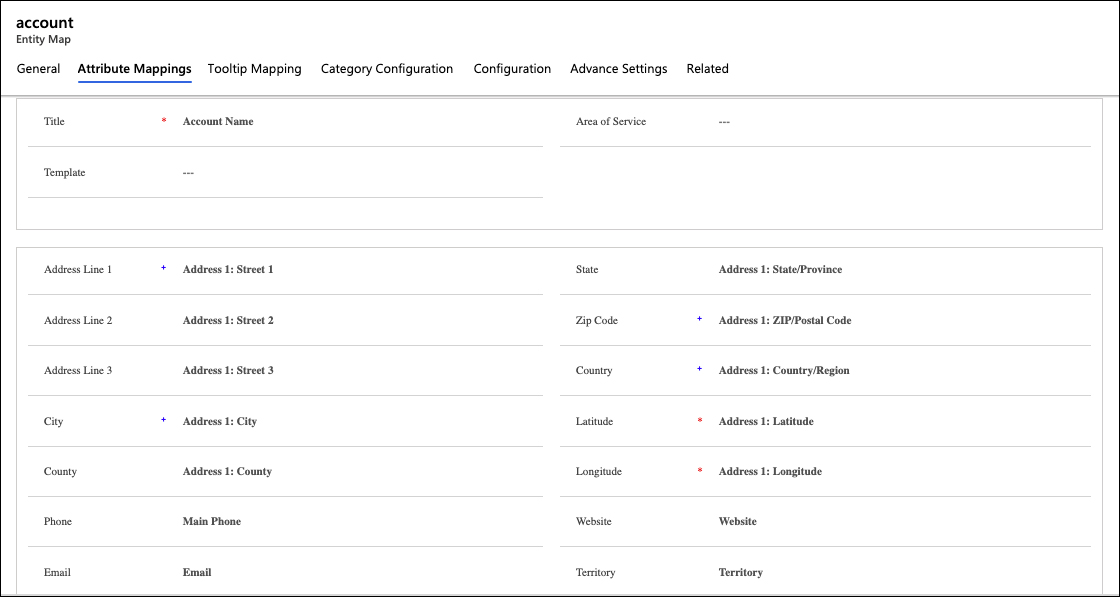 account
Entity Map
General Attribute Mappings Tooltip Mapping Category Configuration Configuration Advance Settings Related
Title * Account Name Area of Service ---
Template ---
Address Line 1 + Address 1: Street 1 State Address 1: State/Province
Address Line 2 Address 1: Street 2 Zip Code + Address 1: ZIP/Postal Code
Address Line 3 Address 1: Street 3 Country + Address 1: Country/Region
City + Address 1: City Latitude * Address 1: Latitude
County Address 1: County Longitude * Address 1: Longitude
Phone Main Phone Website Website
Email Email Territory Territory